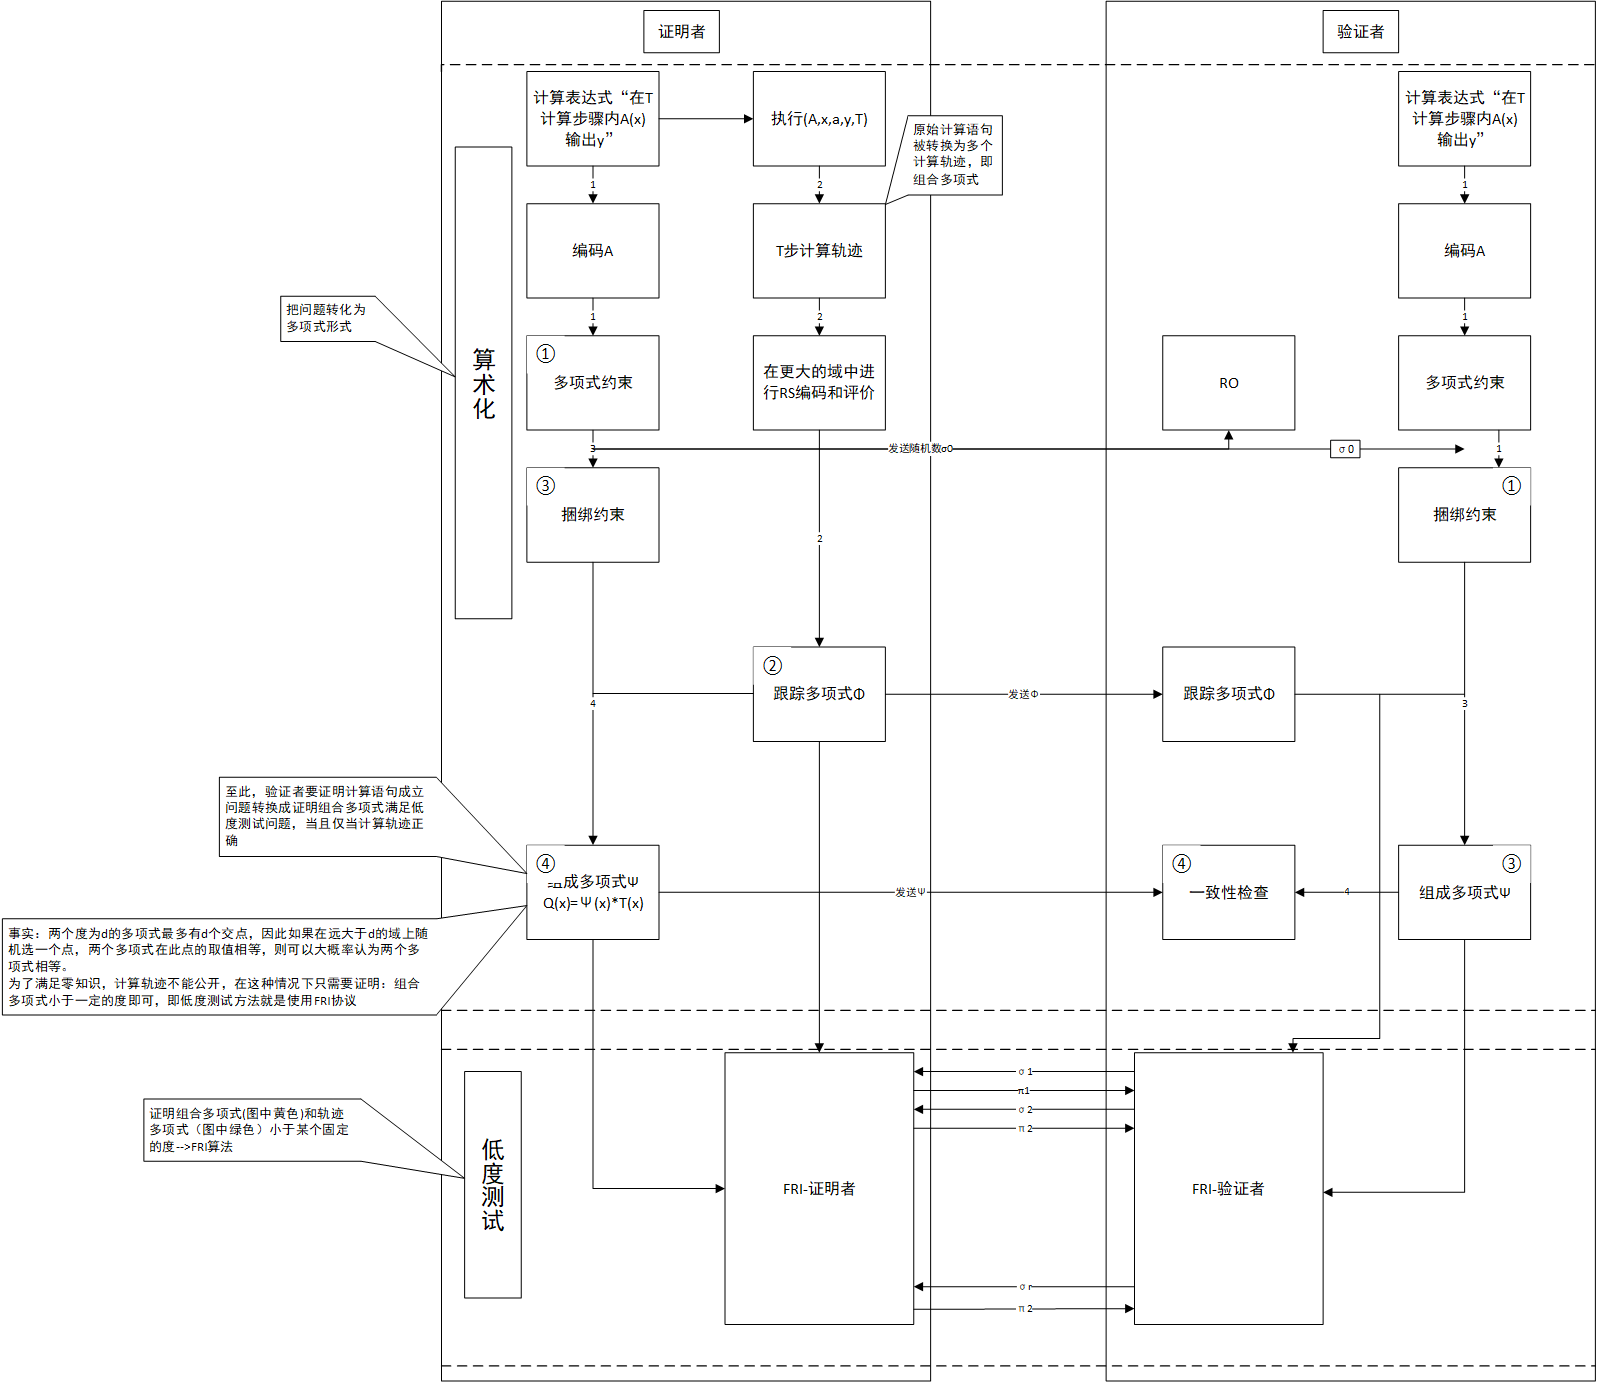 证明者
验证者
计算表达式“在T
计算步骤内A(x)
输出y”
执行(A,x,a,y,T)
原始计算语句
被转换为多个
计算轨迹，即
组合多项式
计算表达式“在T
计算步骤内A(x)
输出y”
1
2
1
编码A
T步计算轨迹
编码A
把问题转化为
多项式形式
1
2
1
算术化
①
多项式约束
在更大的域中进
行RS编码和评价
RO
多项式约束
3
发送随机数σ0
σ0
1
③
捆绑约束
①
捆绑约束
2
②
跟踪多项式Φ
发送Φ
跟踪多项式Φ
4
3
至此，验证者要证明计算语句成立
问题转换成证明组合多项式满足低
度测试问题，当且仅当计算轨迹正
确
④
组成多项式Ψ
Q(x)=Ψ(x)*T(x)
发送Ψ
④
一致性检查
4
③
组成多项式Ψ
事实：两个度为d的多项式最多有d个交点，因此如果在远大于d的域上随
机选一个点，两个多项式在此点的取值相等，则可以大概率认为两个多
项式相等。
为了满足零知识，计算轨迹不能公开，在这种情况下只需要证明：组合
多项式小于一定的度即可，即低度测试方法就是使用FRI协议
证明组合多项式(图中黄色)和轨迹
多项式（图中绿色）小于某个固定
的度-->FRI算法
低度测试
FRI-证明者
σ1
π1
σ2
π2
σr
π2
FRI-验证者